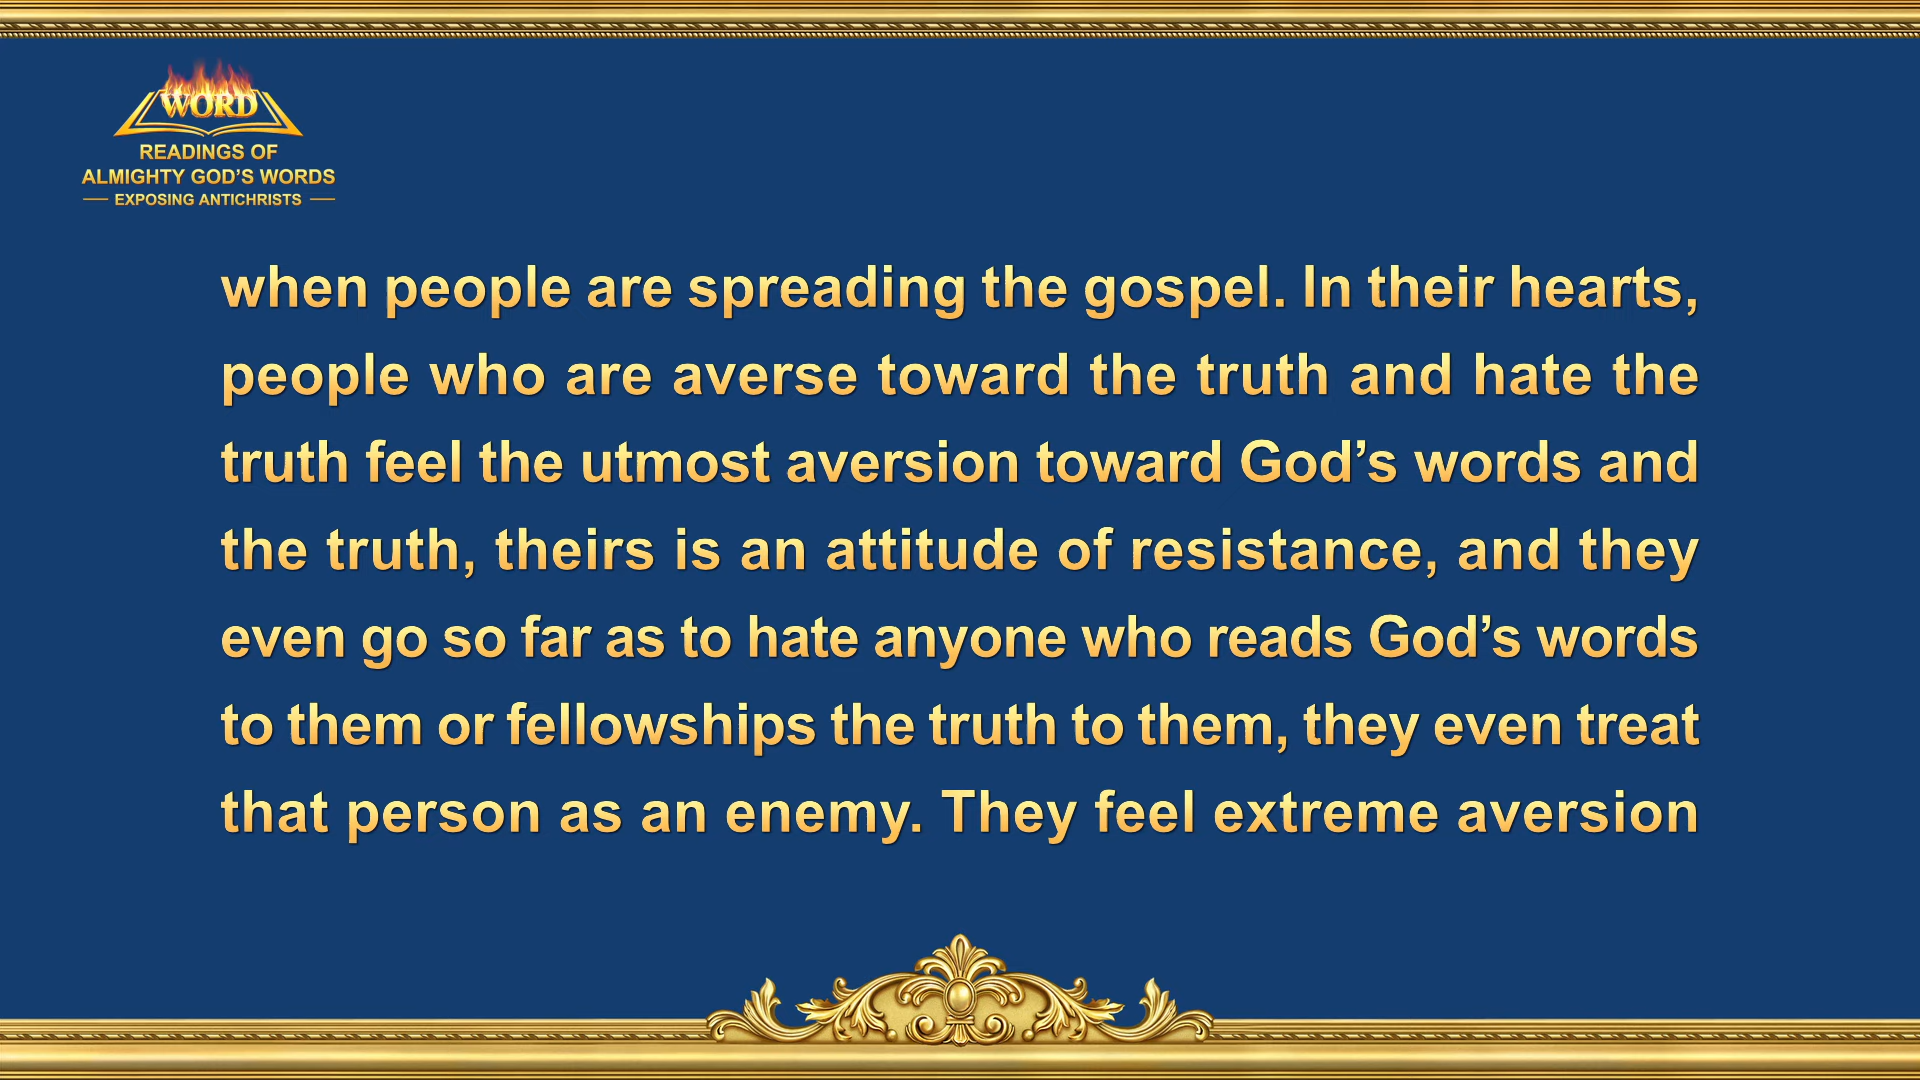 WORD
READINGS OF
ALMIGHTY GOD’S WORDS
EXPOSING ANTICHRISTS
when people are spreading the gospel. In their hearts,
people who are averse toward the truth and hate the
truth feel the utmost aversion toward God’s words and
the truth, theirs is an attitude of resistance, and they
even go so far as to hate anyone who reads God’s words
to them or fellowships the truth to them, they even treat
that person as an enemy. They feel extreme aversion